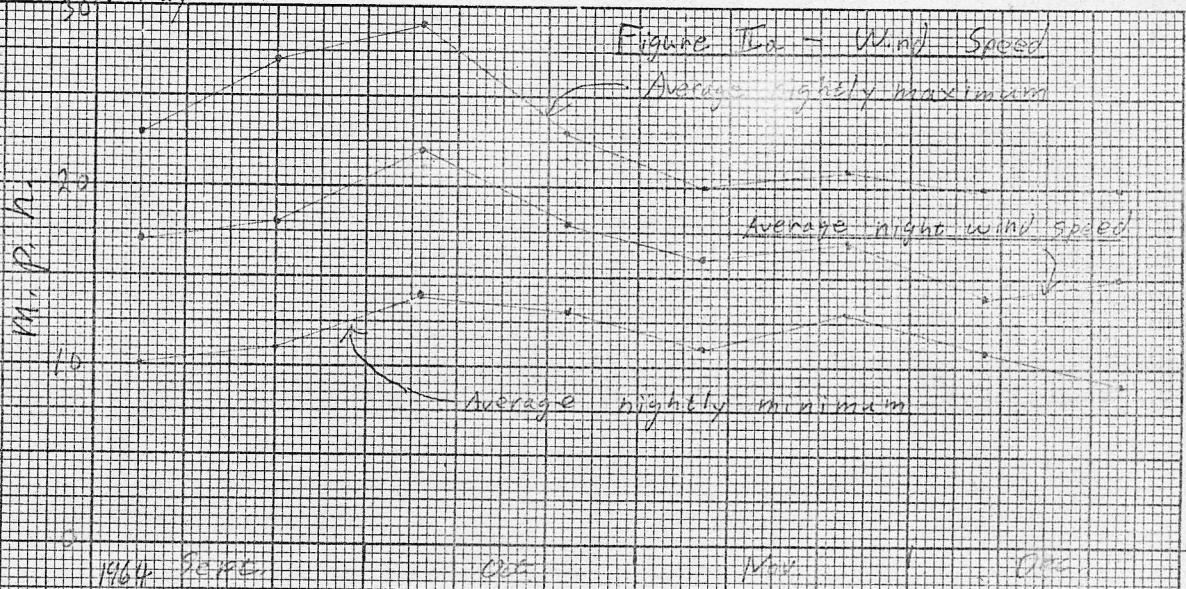 30
Figure IIa - Wind Speed
Average nightly maximum
20
Average night wind speed
m.p.h.
10
Average nightly minimum
0
1964 Sept. Oct Nov Dec.